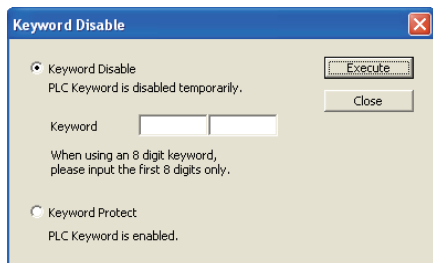 Keyword Disable
Keyword Disable
Execute
PLC Keyword is disabled temporarily.
Close
Keyword
When using an 8 digit keyword,
please input the first 8 digits only.
Keyword Protect
PLC Keyword is enabled.